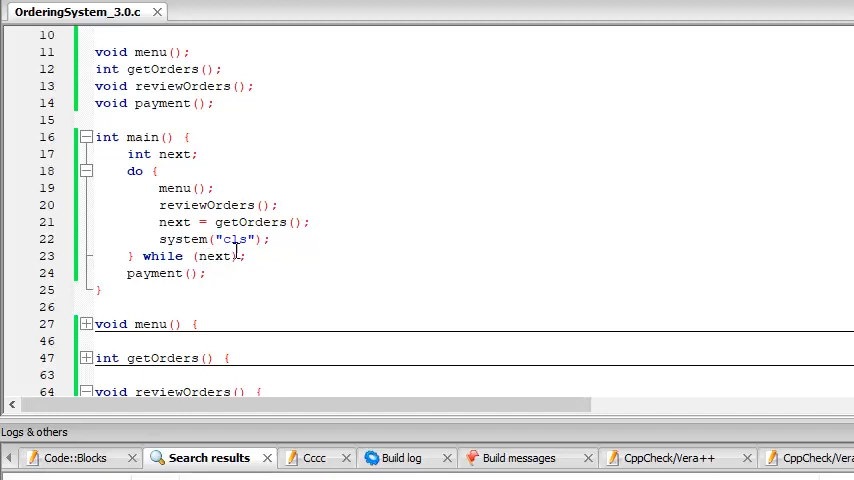 OrderingSystem_3.0.c
10
11 void menu();
12 int getOrders();
13 void reviewOrders();
14 void payment();
15
16 int main() {
17 int next;
18 do {
19 menu();
20 reviewOrders();
21 next = getOrders();
22 system("cls");
23 } while (next);
24 payment();
25 }
26
27 void menu() {
46
47 int getOrders() {
63
64 void reviewOrders() {
Logs & others
Code::Blocks Search results Cccc Build log Build messages CppCheck/Vera++ CppCheck/Vera